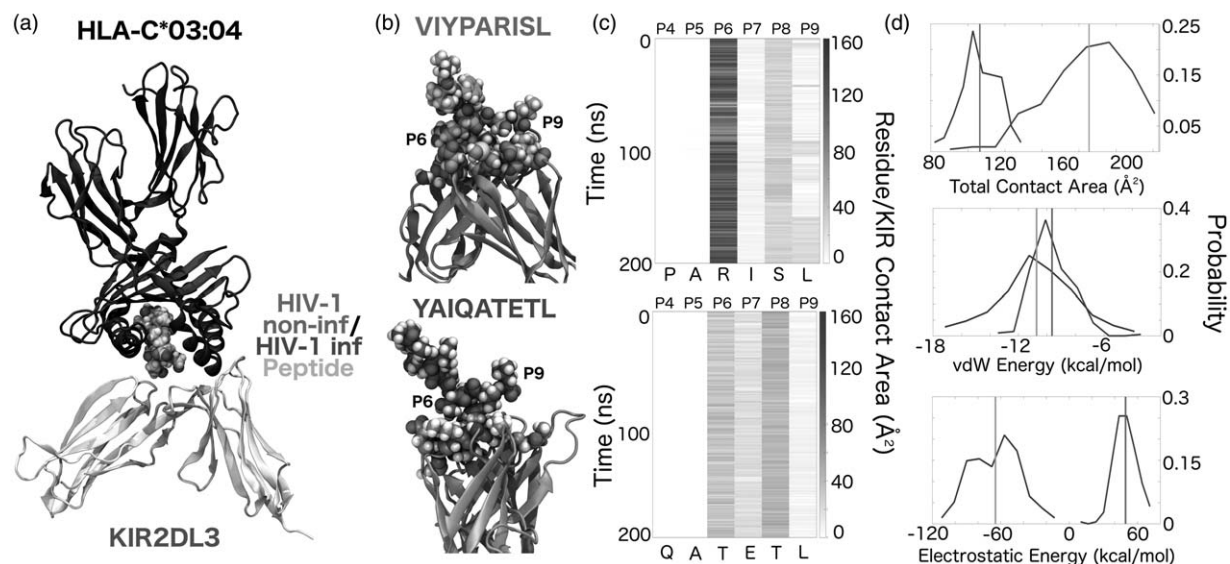 (a)
HLA-C*03:04
HIV-1
non-inf/
HIV-1 inf
Peptide
KIR2DL3
(b)
VIYPARISL
P6
P9
YAIQATETL
P6
P9
(c)
P4 P5 P6 P7 P8 P9
0
100
200
Time (ns)
P A R I S L
160
120
80
40
0
P4 P5 P6 P7 P8 P9
0
100
200
Time (ns)
Q A T E T L
160
120
80
40
0
Residue/KIR Contact Area (Å²)
(d)
0.25
0.15
0.05
80 120 160 200
Total Contact Area (Å²)
0.4
0.2
0
-17 -10 -6
vdW Energy (kcal/mol)
0.3
0.15
0
-120 -60 0 60
Electrostatic Energy (kcal/mol)
Probability